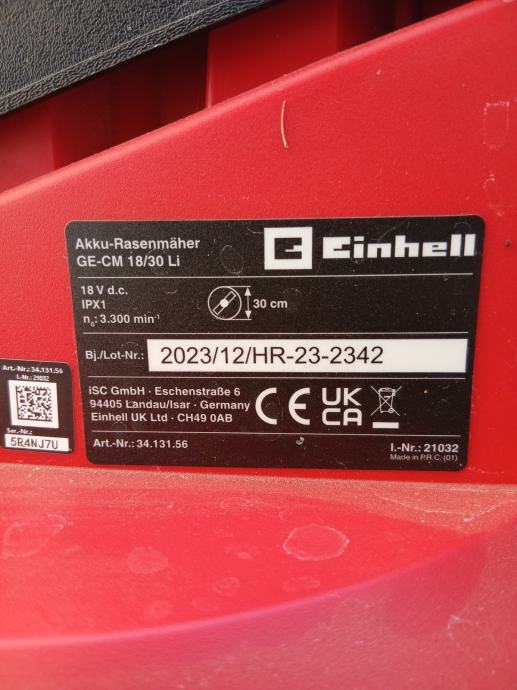 Akku-Rasenmäher
GE-CM 18/30 Li
Einhell
18 V d.c.
IPX1
n₀: 3.300 min⁻¹
30 cm
Bj./Lot-Nr.: 2023/12/HR-23-2342
iSC GmbH · Eschenstraße 6
94405 Landau/Isar · Germany
Einhell UK Ltd · CH49 0AB
CE UK CA
Art.-Nr.: 34.131.56
I.-Nr.: 21032
Made in P.R.C. (01)
Art.-Nr.: 34.131.56
I.-Nr.: 21032
Ser.-Nr.:
5R4NJ7U